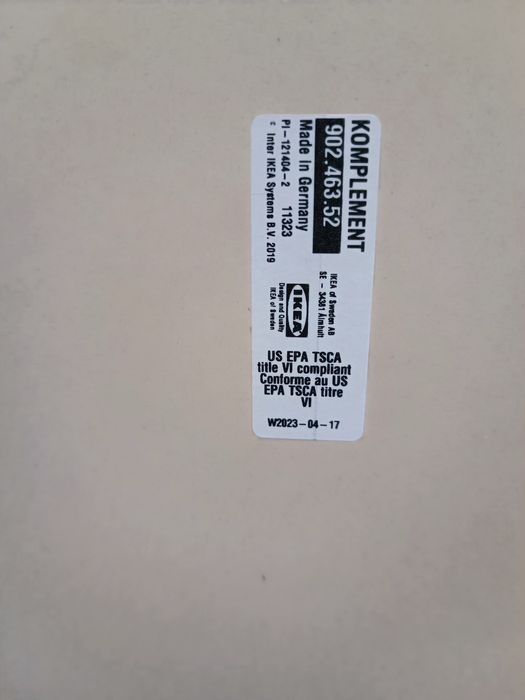 KOMPLEMENT
902.463.52
Made In Germany
PI-121404-2 11323
© Inter IKEA Systems B.V. 2019
IKEA of Sweden AB
SE - 34381 Älmhult
IKEA
Design and Quality
IKEA of Sweden
US EPA TSCA
title VI compliant
Conforme au US
EPA TSCA titre
VI
W2023-04-17